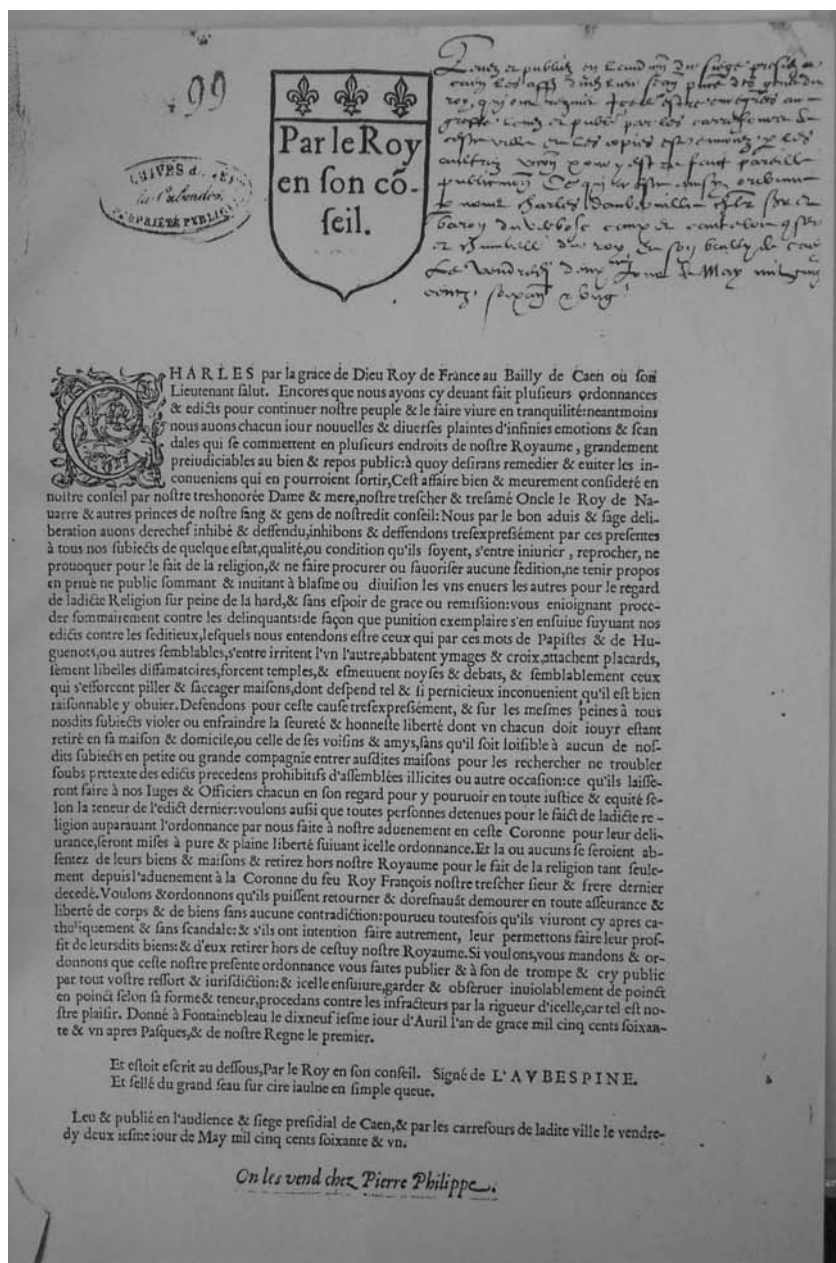 99
Par le Roy
en son cõ-
seil.
CHARLES par la grace de Dieu Roy de France au Bailly de Caen où son
Lieutenant salut. Encores que nous ayons cy deuant fait plusieurs ordonnances
& edicts pour continuer nostre peuple & le faire viure en tranquilité: neantmoins
nous auons chacun iour nouuelles & diuerses plaintes d'infinies emotions & scan
dales qui se commettent en plusieurs endroits de nostre Royaume, grandement
preiudiciables au bien & repos public: à quoy desirans remedier & euiter les in-
conueniens qui en pourroient sortir, Cest affaire bien & meurement consideré en
nostre conseil par nostre treshonorée Dame & mere, nostre trescher & tresamé Oncle le Roy de Na-
uarre & autres princes de nostre sang & gens de nostredit conseil: Nous par le bon aduis & sage deli-
beration auons derechef inhibé & deffendu, inhibons & deffendons tresexpressément par ces presentes
à tous nos subiects de quelque estat, qualité, ou condition qu'ils soyent, s'entre iniurier, reprocher, ne
prouoquer pour le fait de la religion, & ne faire procurer ou fauoriser aucune sedition, ne tenir propos
en priué ne public sommant & inuitant à blasme ou diuision les vns enuers les autres pour le regard
de ladicte Religion sur peine de la hard, & sans espoir de grace ou remission: vous enioignant proce-
der sommairement contre les delinquants: de façon que punition exemplaire s'en ensuiue suyuant nos
edicts contre les seditieux, lesquels nous entendons estre ceux qui par ces mots de Papistes & de Hu-
guenots, ou autres semblables, s'entre irritent l'vn l'autre, abbatent ymages & croix, attachent placards,
sement libelles diffamatoires, forcent temples, & esmeuuent noyses & debats, & semblablement ceux
qui s'efforcent piller & saccager maisons, dont despend tel & si pernicieux inconuenient qu'il est bien
raisonnable y obuier. Defendons pour ceste cause tresexpressément, & sur les mesmes peines à tous
nosdits subiects violer ou enfraindre la seureté & honneste liberté dont vn chacun doit iouyr estant
retiré en sa maison & domicile, ou celle de ses voisins & amys, sans qu'il soit loisible à aucun de nos-
dits subiects en petite ou grande compagnie entrer ausdites maisons pour les rechercher ne troubler
soubs pretexte des edicts precedens prohibitifs d'assemblées illicites ou autre occasion: ce qu'ils laisse-
ront faire à nos Iuges & Officiers chacun en son regard pour y pouruoir en toute iustice & equité se-
lon la teneur de l'edict dernier: voulons aussi que toutes personnes detenues pour le faict de ladicte re-
ligion auparauant l'ordonnance par nous faite à nostre aduenement en ceste Coronne pour leur deli-
urance, seront mises à pure & plaine liberté suiuant icelle ordonnance. Et la ou aucuns se seroient ab-
sentez de leurs biens & maisons & retirez hors nostre Royaume pour le fait de la religion tant seule-
ment depuis l'aduenement à la Coronne du feu Roy François nostre trescher sieur & frere dernier
decedé. Voulons & ordonnons qu'ils puissent retourner & doresnauãt demourer en toute asseurance &
liberté de corps & de biens sans aucune contradiction: pourueu toutesfois qu'ils viuront cy apres ca-
tholiquement & sans scandale: & s'ils ont intention faire autrement, leur permettons faire leur prof-
fit de leursdits biens: & d'eux retirer hors de cestuy nostre Royaume. Si voulons, vous mandons & or-
donnons que ceste nostre presente ordonnance vous faites publier & à son de trompe & cry public
par tout vostre ressort & iurisdiction: & icelle ensuiure, garder & obseruer inuiolablement de poinct
en poinct selon sa forme & teneur, procedans contre les infracteurs par la rigueur d'icelle, car tel est no-
stre plaisir. Donné à Fontainebleau le dixneuf iesme iour d'Auril l'an de grace mil cinq cents soixan-
te & vn apres Pasques, & de nostre Regne le premier.
Et estoit escrit au dessous, Par le Roy en son conseil. Signé de L'AVBESPINE.
Et sellé du grand seau sur cire iaulne en simple queue.
Leu & publié en l'audience & siege presidial de Caen, & par les carrefours de ladite ville le vendre-
dy deux iesme iour de May mil cinq cents soixante & vn.
On les vend chez Pierre Philippe.